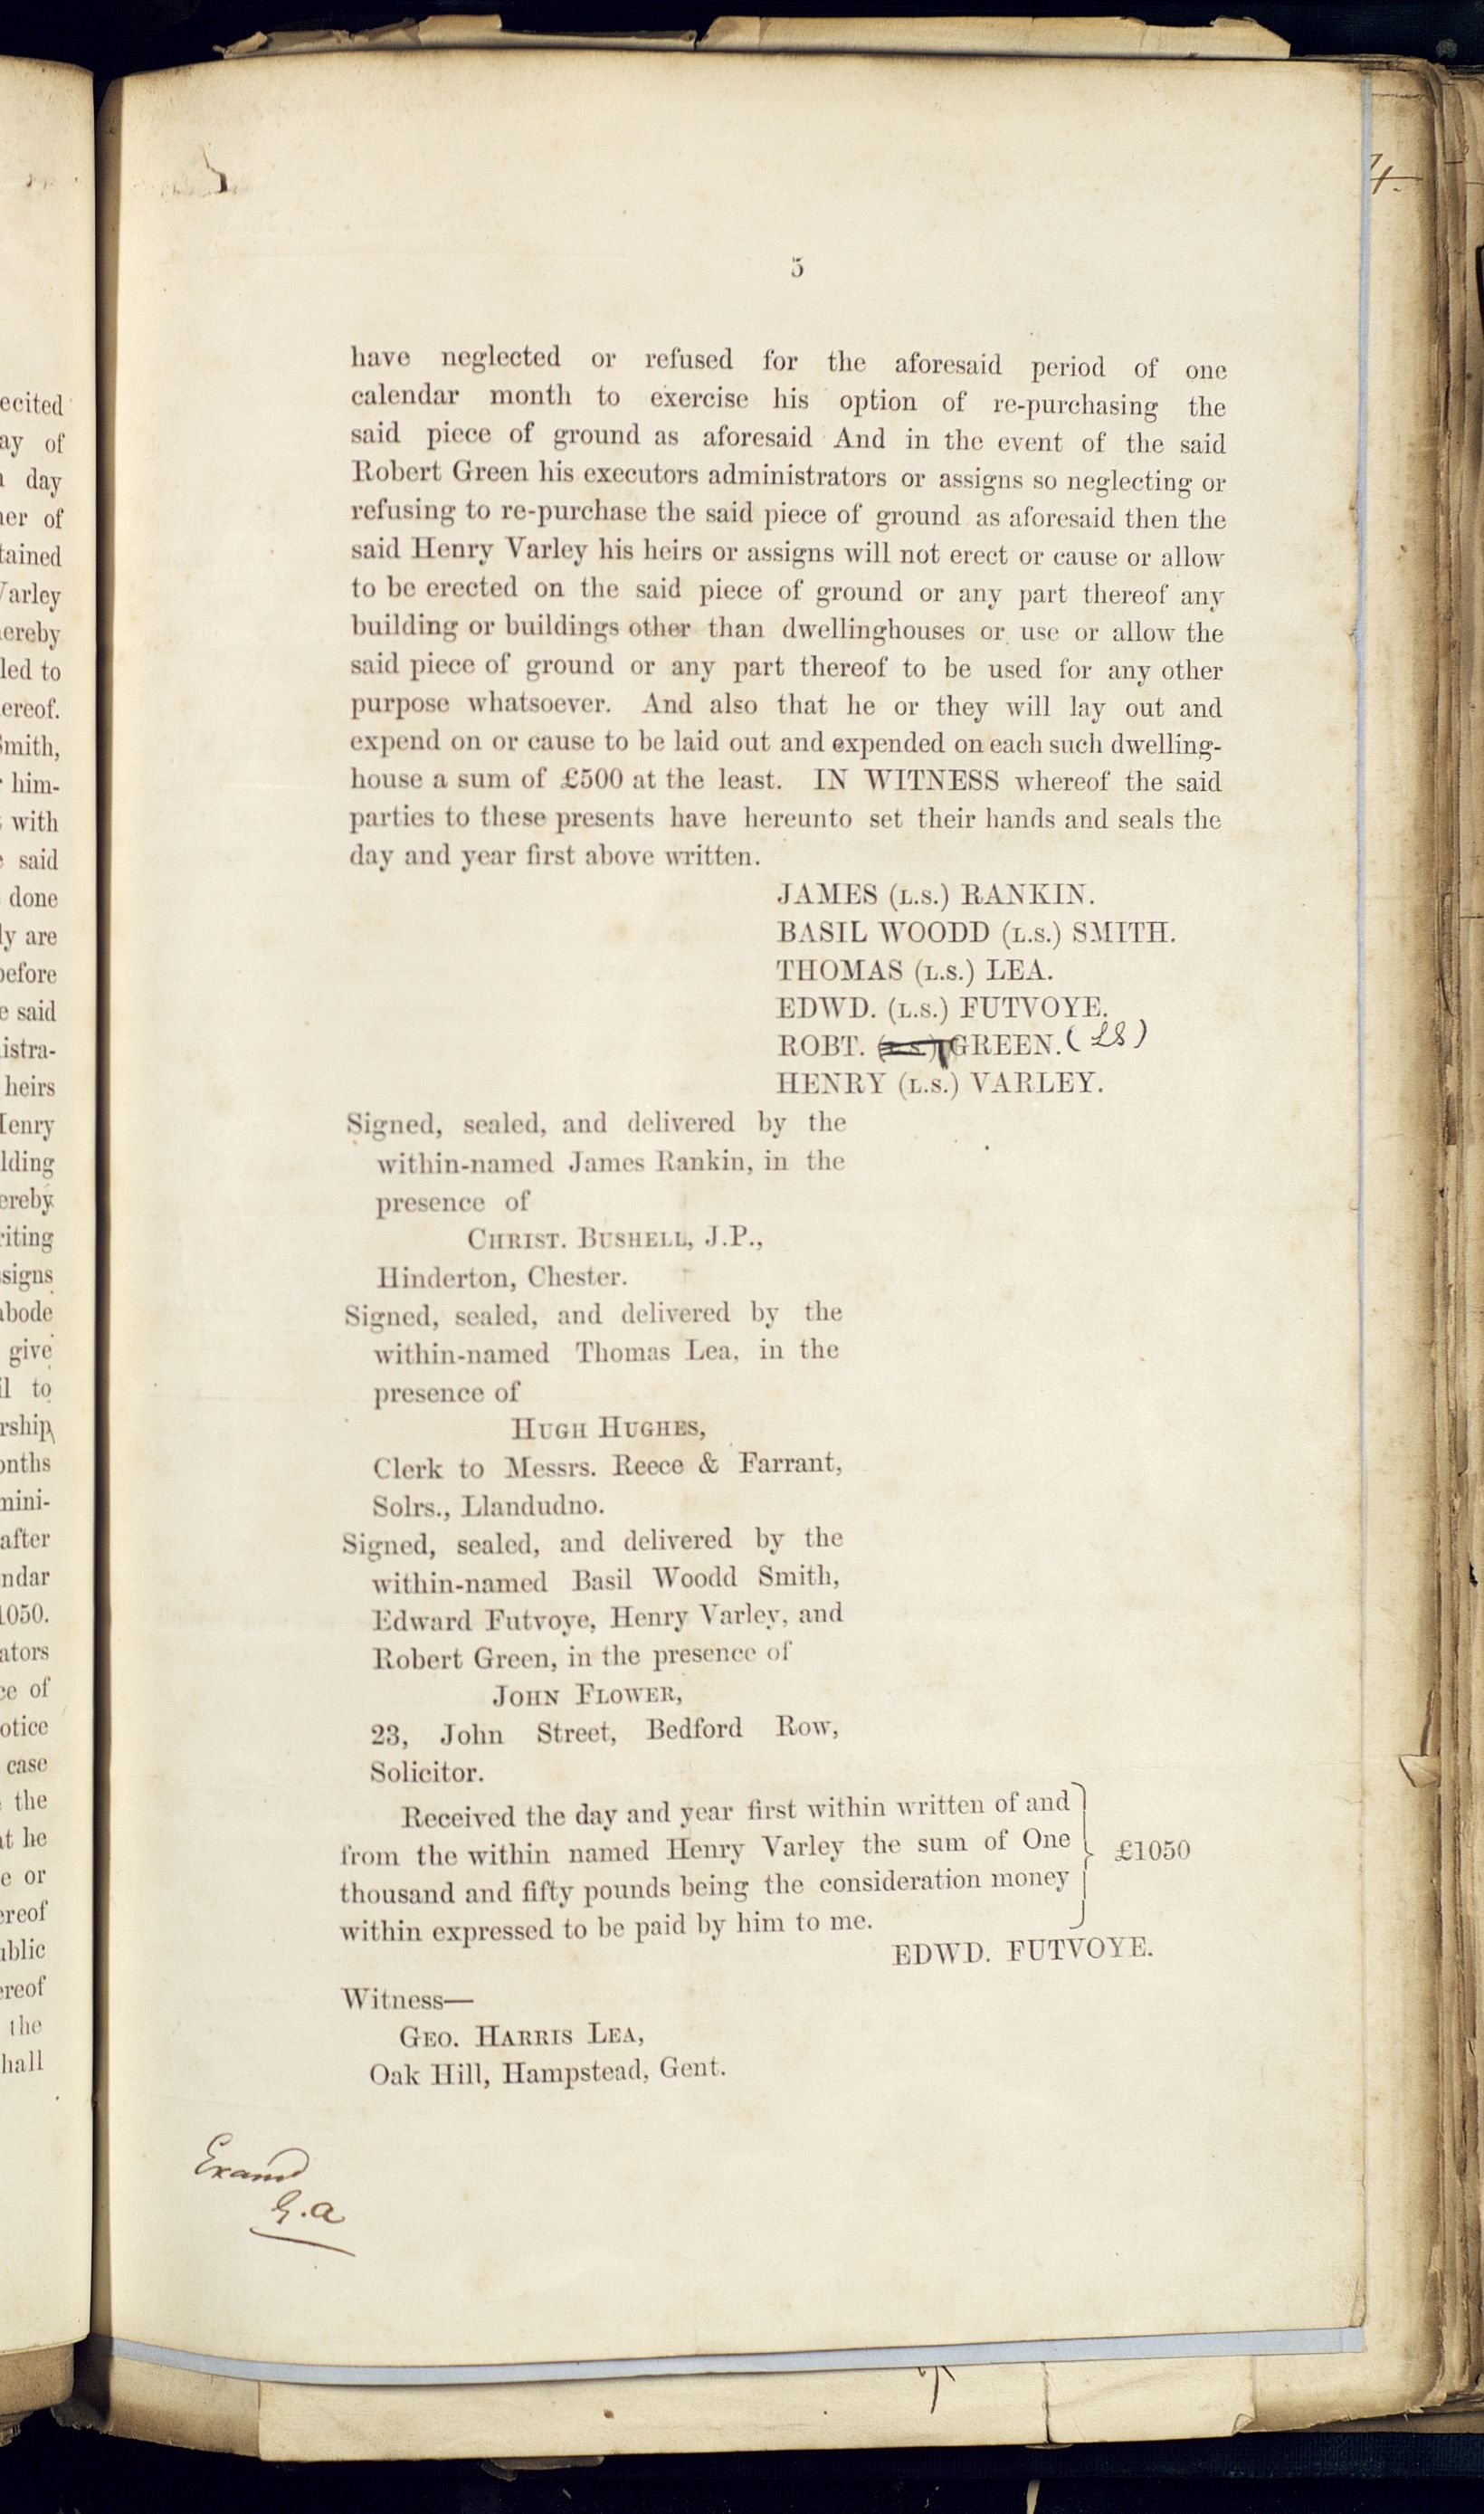 5
have neglected or refused for the aforesaid period of one
calendar month to exercise his option of re-purchasing the
said piece of ground as aforesaid And in the event of the said
Robert Green his executors administrators or assigns so neglecting or
refusing to re-purchase the said piece of ground as aforesaid then the
said Henry Varley his heirs or assigns will not erect or cause or allow
to be erected on the said piece of ground or any part thereof any
building or buildings other than dwellinghouses or use or allow the
said piece of ground or any part thereof to be used for any other
purpose whatsoever. And also that he or they will lay out and
expend on or cause to be laid out and expended on each such dwelling-
house a sum of £500 at the least. IN WITNESS whereof the said
parties to these presents have hereunto set their hands and seals the
day and year first above written.
JAMES (L.S.) RANKIN.
BASIL WOODD (L.S.) SMITH.
THOMAS (L.S.) LEA.
EDWD. (L.S.) FUTVOYE.
ROBT. GREEN. (LS)
HENRY (L.S.) VARLEY.
Signed, sealed, and delivered by the
within-named James Rankin, in the
presence of
CHRIST. BUSHELL, J.P.,
Hinderton, Chester.
Signed, sealed, and delivered by the
within-named Thomas Lea, in the
presence of
HUGH HUGHES,
Clerk to Messrs. Reece & Farrant,
Solrs., Llandudno.
Signed, sealed, and delivered by the
within-named Basil Woodd Smith,
Edward Futvoye, Henry Varley, and
Robert Green, in the presence of
JOHN FLOWER,
23, John Street, Bedford Row,
Solicitor.
Received the day and year first within written of and
from the within named Henry Varley the sum of One
thousand and fifty pounds being the consideration money
within expressed to be paid by him to me.
£1050
EDWD. FUTVOYE.
Witness—
GEO. HARRIS LEA,
Oak Hill, Hampstead, Gent.
Examd
G.a